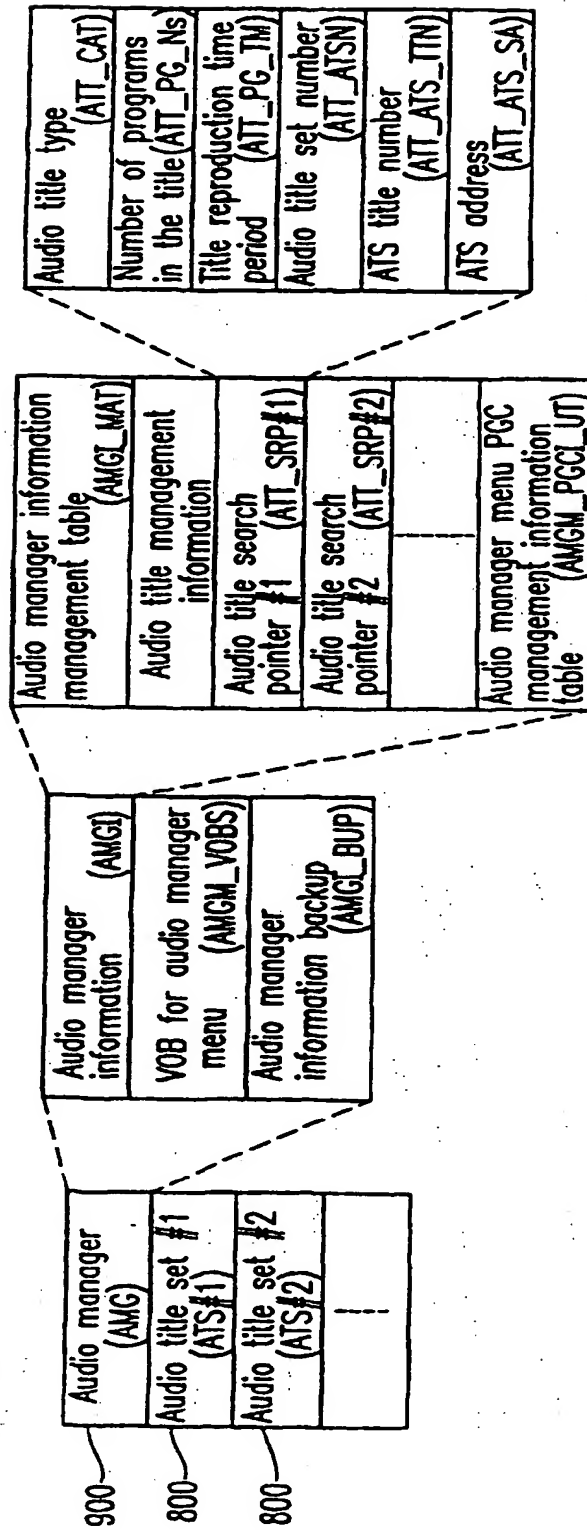 900
Audio manager
(AMG)
800
Audio title set #1
(ATS#1)
800
Audio title set #2
(ATS#2)
Audio manager
information (AMGI)
VOB for audio manager
menu (AMGM_VOBS)
Audio manager
information backup
(AMGI_BUP)
Audio manager information
management table
(AMGI_MAT)
Audio title management
information
Audio title search
pointer #1 (ATT_SRP#1)
Audio title search
pointer #2 (ATT_SRP#2)
Audio manager menu PGC
management information
table (AMGM_PGCI_UT)
Audio title type
(ATT_CAT)
Number of programs
in the title (ATT_PG_Ns)
Title reproduction time
period (ATT_PG_TM)
Audio title set number
(ATT_ATSN)
ATS title number
(ATT_ATS_TTN)
ATS address
(ATT_ATS_SA)